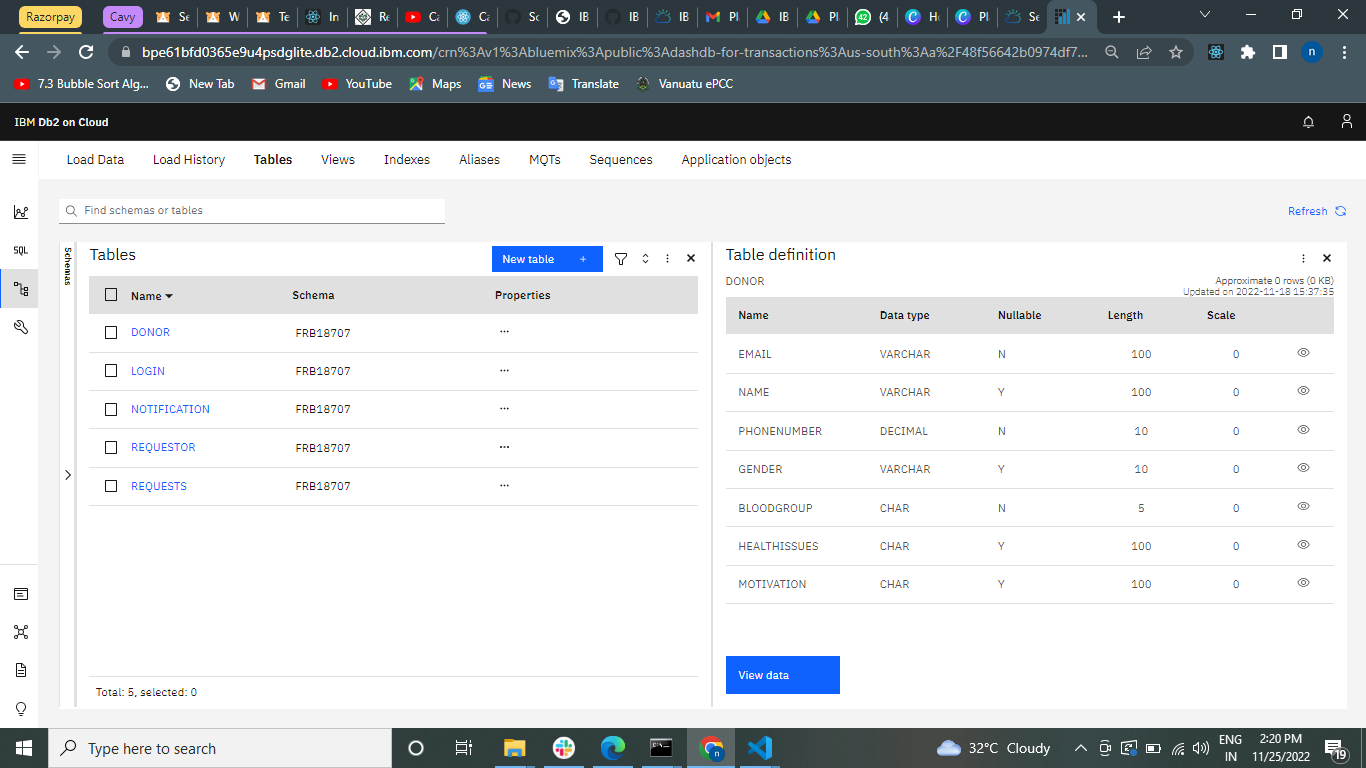 Razorpay Cavy Se W Te In Re Ca Ca Sc IB IB IB Pl IB Pl (4 He Pl Se
bpe61bfd0365e9u4psdglite.db2.cloud.ibm.com/crn%3Av1%3Abluemix%3Apublic%3Adashdb-for-transactions%3Aus-south%3Aa%2F48f56642b0974df7... n
7.3 Bubble Sort Alg... New Tab Gmail YouTube Maps News Translate Vanuatu ePCC
IBM Db2 on Cloud
Load Data Load History Tables Views Indexes Aliases MQTs Sequences Application objects
Find schemas or tables Refresh
SQL
Schemas
Tables New table + Table definition
DONOR Approximate 0 rows (0 KB)
Updated on 2022-11-18 15:37:35
Name Schema Properties
DONOR FRB18707 ...
LOGIN FRB18707 ...
NOTIFICATION FRB18707 ...
REQUESTOR FRB18707 ...
REQUESTS FRB18707 ...
Total: 5, selected: 0
Name Data type Nullable Length Scale
EMAIL VARCHAR N 100 0
NAME VARCHAR Y 100 0
PHONENUMBER DECIMAL N 10 0
GENDER VARCHAR Y 10 0
BLOODGROUP CHAR N 5 0
HEALTHISSUES CHAR Y 100 0
MOTIVATION CHAR Y 100 0
View data
Type here to search 32°C Cloudy ENG
IN 2:20 PM
11/25/2022 19